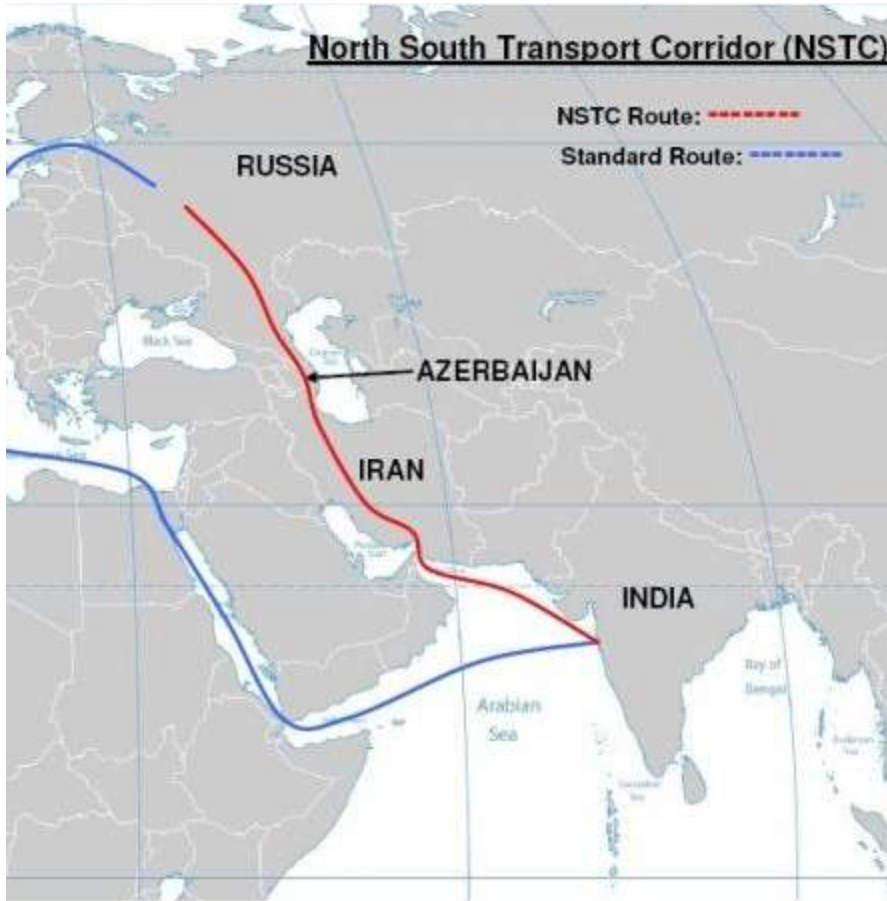 North South Transport Corridor (NSTC)
NSTC Route:
Standard Route:
RUSSIA
Black Sea
AZERBAIJAN
Sea
IRAN
INDIA
Bay of
Bengal
Arabian
Sea